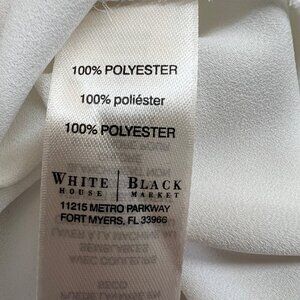 100% POLYESTER
100% poliéster
100% POLYESTER
WHITE | BLACK
HOUSE | MARKET
11215 METRO PARKWAY
FORT MYERS, FL 33966